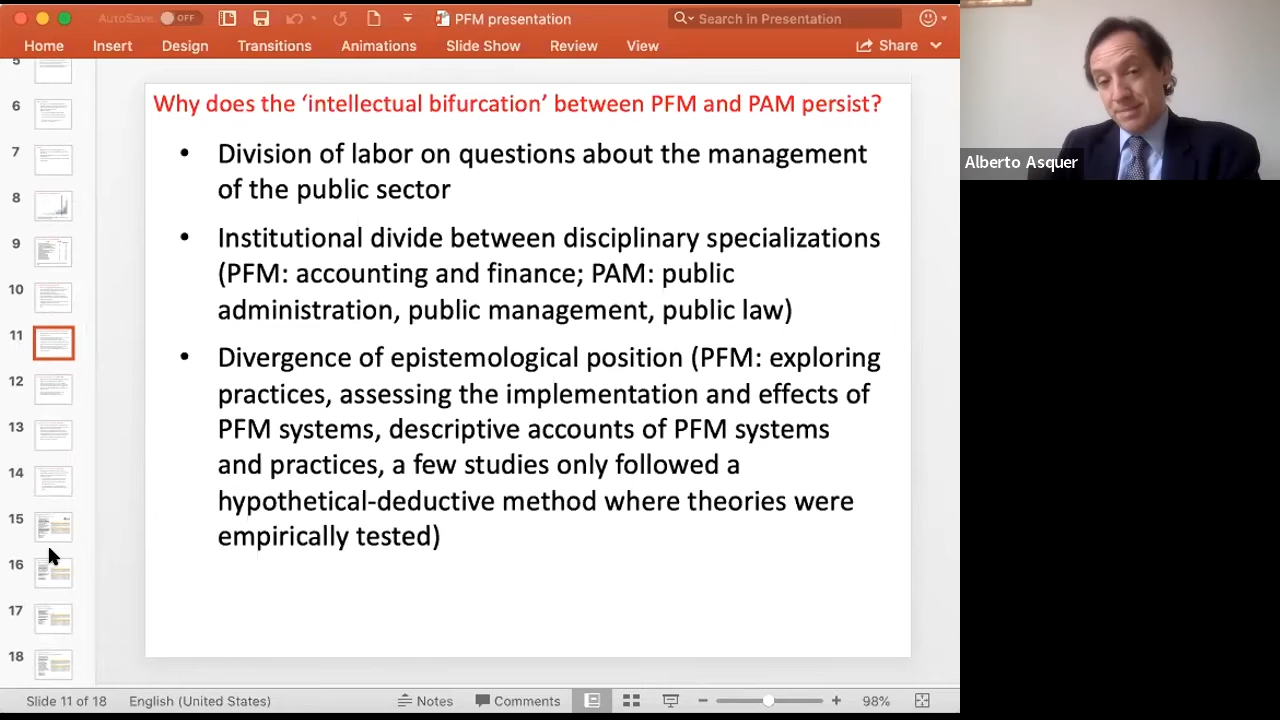 AutoSave OFF PFM presentation Search in Presentation
Home Insert Design Transitions Animations Slide Show Review View Share
5
6
7
8
9
10
11
12
13
14
15
16
17
18
Why does the ‘intellectual bifurcation’ between PFM and PAM persist?
• Division of labor on questions about the management
of the public sector
• Institutional divide between disciplinary specializations
(PFM: accounting and finance; PAM: public
administration, public management, public law)
• Divergence of epistemological position (PFM: exploring
practices, assessing the implementation and effects of
PFM systems, descriptive accounts of PFM systems
and practices, a few studies only followed a
hypothetical-deductive method where theories were
empirically tested)
Alberto Asquer
Slide 11 of 18 English (United States) Notes Comments 98%